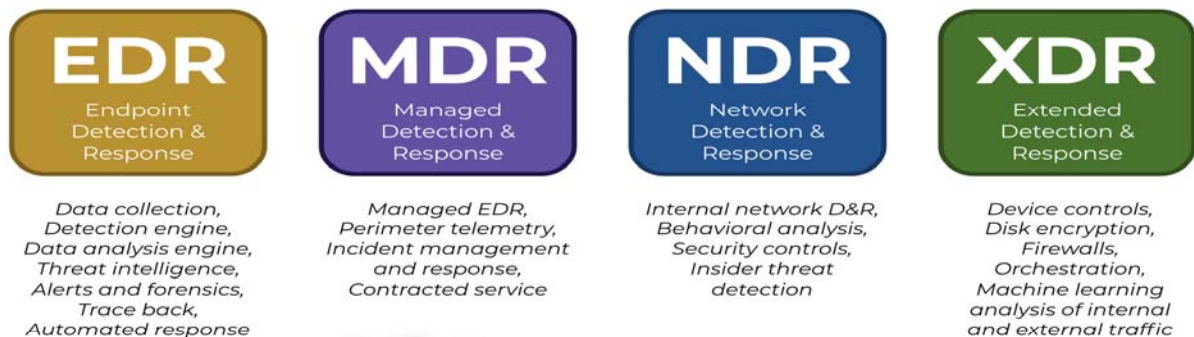 EDR
Endpoint
Detection &
Response
Data collection,
Detection engine,
Data analysis engine,
Threat intelligence,
Alerts and forensics,
Trace back,
Automated response
MDR
Managed
Detection &
Response
Managed EDR,
Perimeter telemetry,
Incident management
and response,
Contracted service
NDR
Network
Detection &
Response
Internal network D&R,
Behavioral analysis,
Security controls,
Insider threat
detection
XDR
Extended
Detection &
Response
Device controls,
Disk encryption,
Firewalls,
Orchestration,
Machine learning
analysis of internal
and external traffic